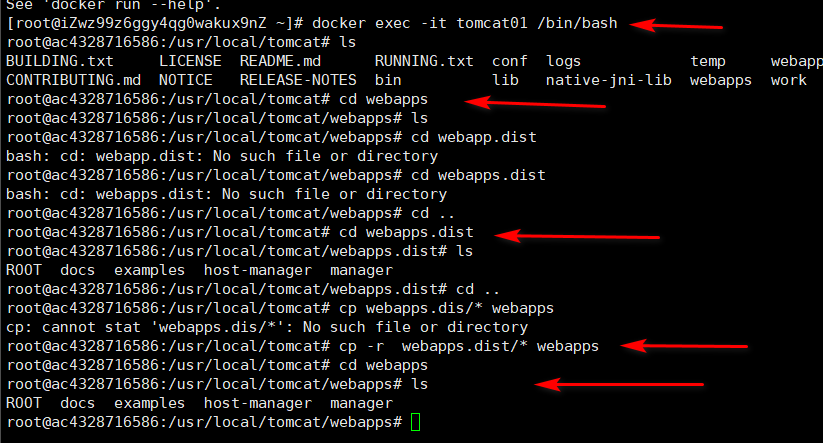 See 'docker run --help'.
[root@iZwz99z6ggy4qg0wakux9nZ ~]# docker exec -it tomcat01 /bin/bash
root@ac4328716586:/usr/local/tomcat# ls
BUILDING.txt     LICENSE  README.md      RUNNING.txt  conf  logs            temp     webapp
CONTRIBUTING.md  NOTICE   RELEASE-NOTES  bin          lib   native-jni-lib  webapps  work
root@ac4328716586:/usr/local/tomcat# cd webapps
root@ac4328716586:/usr/local/tomcat/webapps# ls
root@ac4328716586:/usr/local/tomcat/webapps# cd webapp.dist
bash: cd: webapp.dist: No such file or directory
root@ac4328716586:/usr/local/tomcat/webapps# cd webapps.dist
bash: cd: webapps.dist: No such file or directory
root@ac4328716586:/usr/local/tomcat/webapps# cd ..
root@ac4328716586:/usr/local/tomcat# cd webapps.dist
root@ac4328716586:/usr/local/tomcat/webapps.dist# ls
ROOT  docs  examples  host-manager  manager
root@ac4328716586:/usr/local/tomcat/webapps.dist# cd ..
root@ac4328716586:/usr/local/tomcat# cp webapps.dis/* webapps
cp: cannot stat 'webapps.dis/*': No such file or directory
root@ac4328716586:/usr/local/tomcat# cp -r  webapps.dist/* webapps
root@ac4328716586:/usr/local/tomcat# cd webapps
root@ac4328716586:/usr/local/tomcat/webapps# ls
ROOT  docs  examples  host-manager  manager
root@ac4328716586:/usr/local/tomcat/webapps#